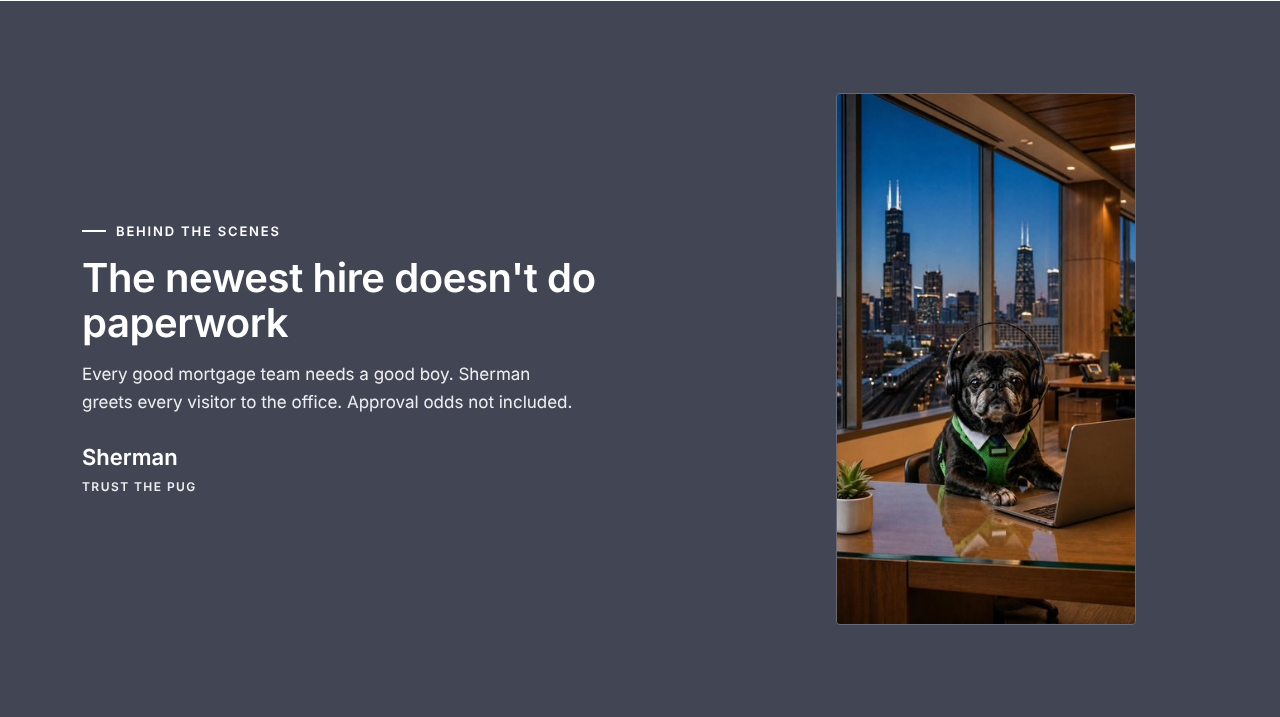 BEHIND THE SCENES
The newest hire doesn't do
paperwork
Every good mortgage team needs a good boy. Sherman
greets every visitor to the office. Approval odds not included.
Sherman
TRUST THE PUG